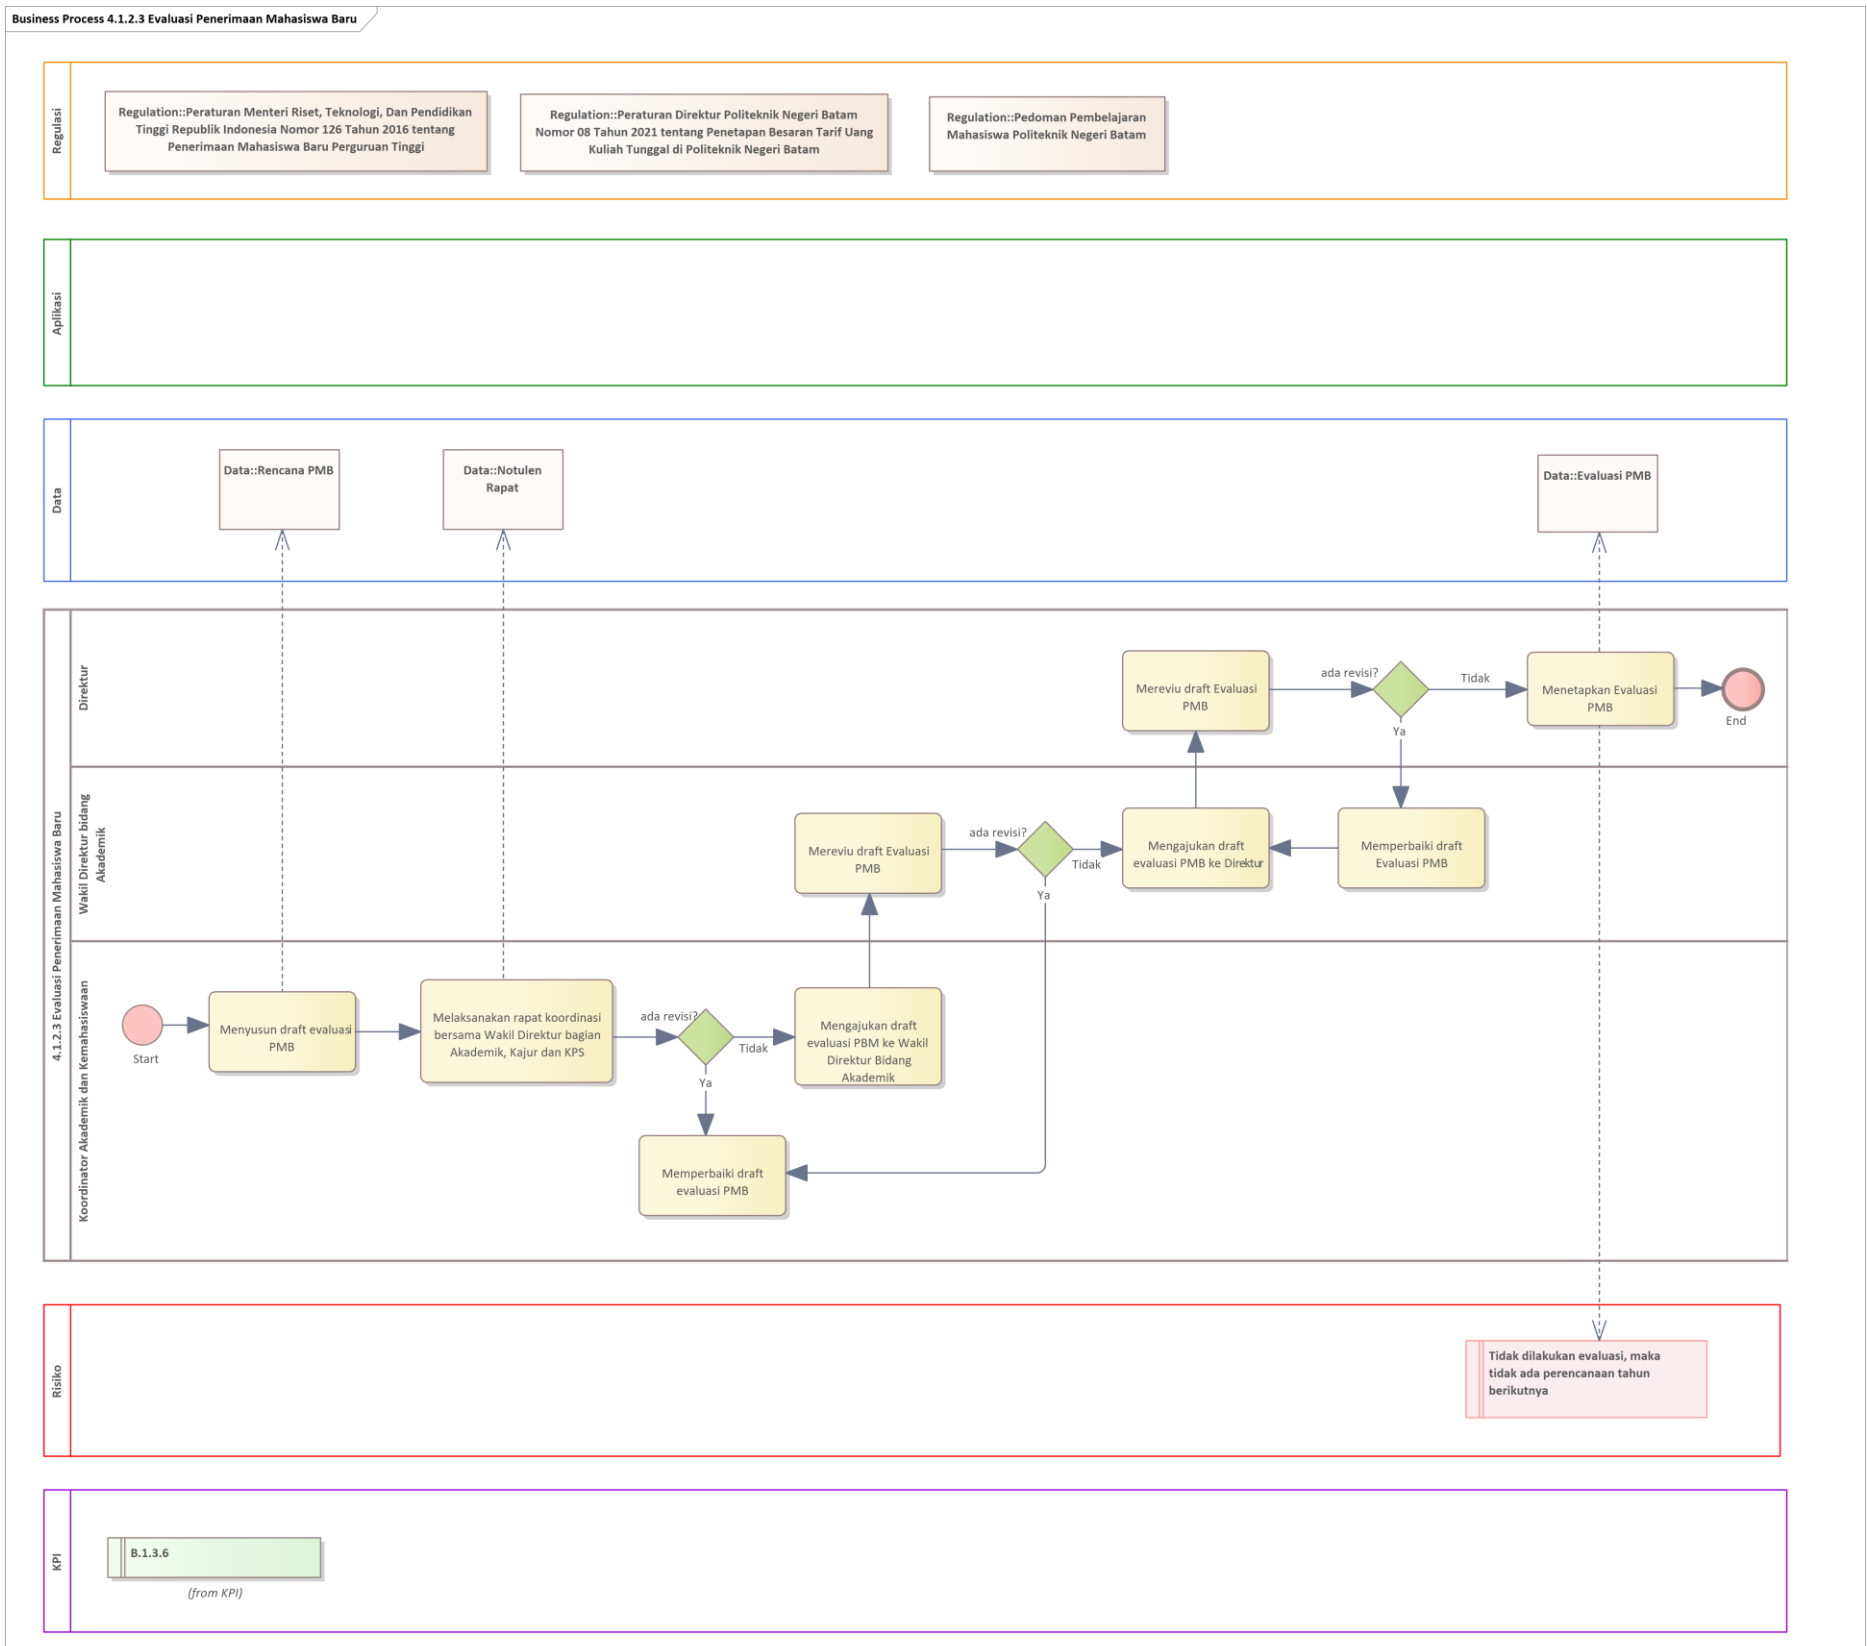 Business Process 4.1.2.3 Evaluasi Penerimaan Mahasiswa Baru
Regulasi
Regulation::Peraturan Menteri Riset, Teknologi, Dan Pendidikan
Tinggi Republik Indonesia Nomor 126 Tahun 2016 tentang
Penerimaan Mahasiswa Baru Perguruan Tinggi
Regulation::Peraturan Direktur Politeknik Negeri Batam
Nomor 08 Tahun 2021 tentang Penetapan Besaran Tarif Uang
Kuliah Tunggal di Politeknik Negeri Batam
Regulation::Pedoman Pembelajaran
Mahasiswa Politeknik Negeri Batam
Aplikasi
Data
Data::Rencana PMB
Data::Notulen
Rapat
Data::Evaluasi PMB
4.1.2.3 Evaluasi Penerimaan Mahasiswa Baru
Direktur
Mereviu draft Evaluasi
PMB
ada revisi?
Tidak
Ya
Menetapkan Evaluasi
PMB
End
Wakil Direktur bidang
Akademik
Mereviu draft Evaluasi
PMB
ada revisi?
Tidak
Ya
Mengajukan draft
evaluasi PMB ke Direktur
Memperbaiki draft
Evaluasi PMB
Koordinator Akademik dan Kemahasiswaan
Start
Menyusun draft evaluasi
PMB
Melaksanakan rapat koordinasi
bersama Wakil Direktur bagian
Akademik, Kajur dan KPS
ada revisi?
Tidak
Ya
Mengajukan draft
evaluasi PBM ke Wakil
Direktur Bidang
Akademik
Memperbaiki draft
evaluasi PMB
Risiko
Tidak dilakukan evaluasi, maka
tidak ada perencanaan tahun
berikutnya
KPI
B.1.3.6
(from KPI)